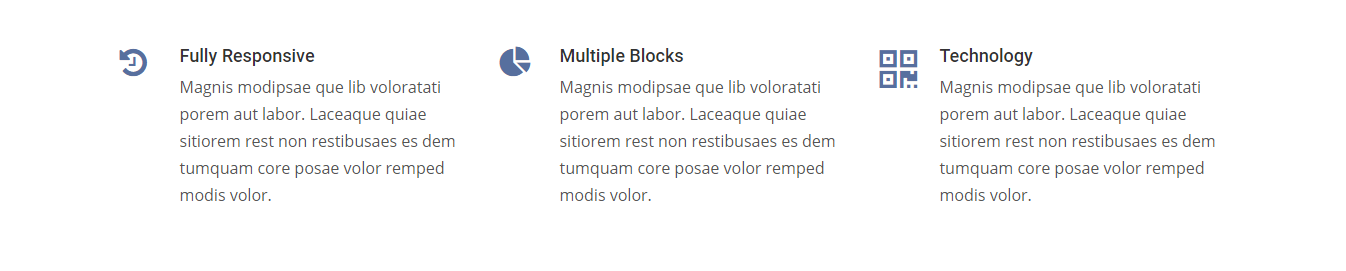 Fully Responsive
Magnis modipsae que lib voloratati
porem aut labor. Laceaque quiae
sitiorem rest non restibusaes es dem
tumquam core posae volor remped
modis volor.
Multiple Blocks
Magnis modipsae que lib voloratati
porem aut labor. Laceaque quiae
sitiorem rest non restibusaes es dem
tumquam core posae volor remped
modis volor.
Technology
Magnis modipsae que lib voloratati
porem aut labor. Laceaque quiae
sitiorem rest non restibusaes es dem
tumquam core posae volor remped
modis volor.